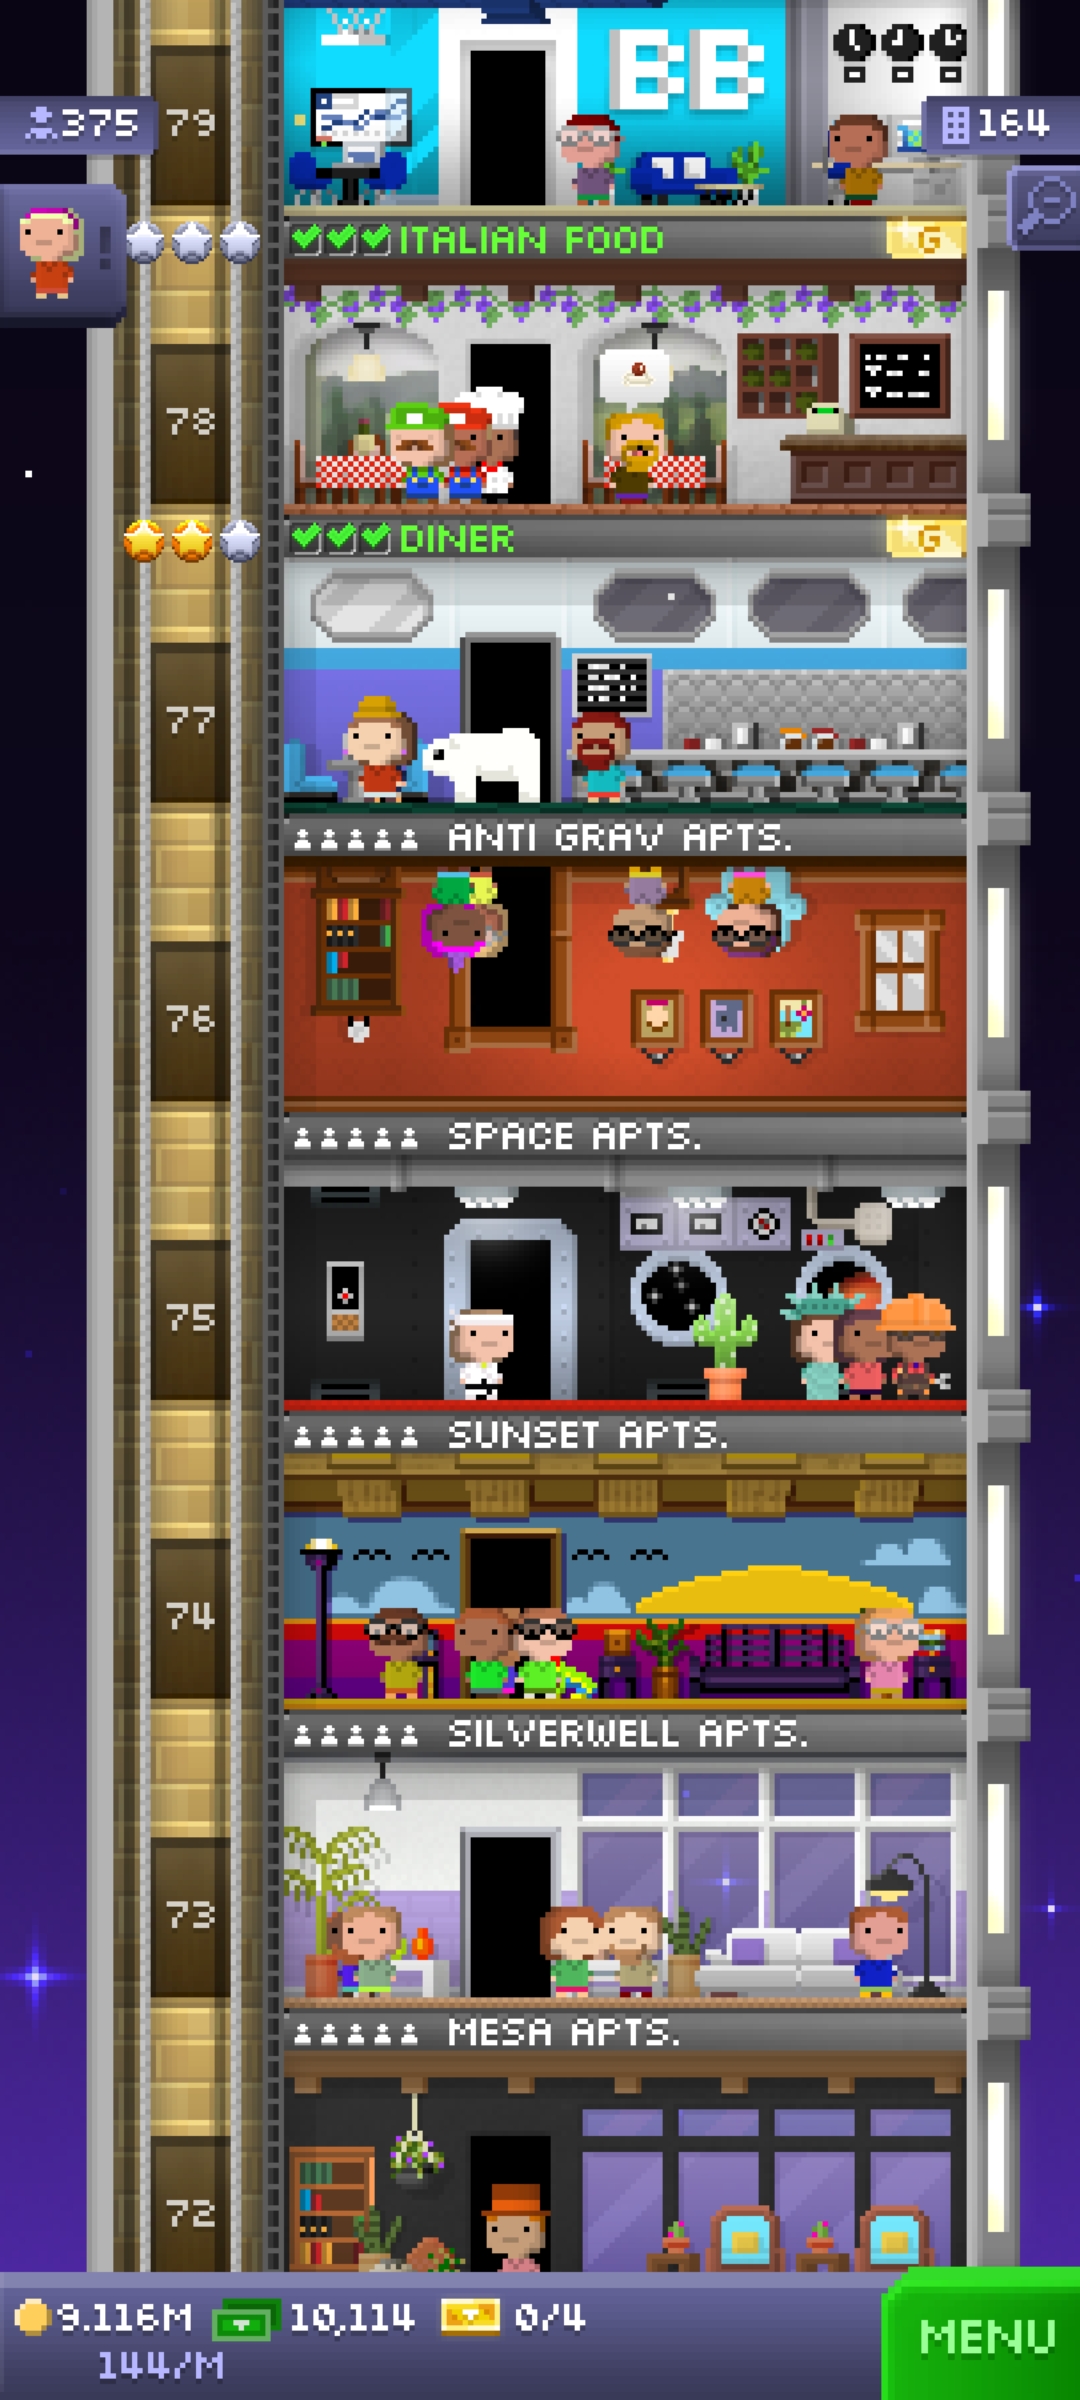 BB
79
375
164
!
ITALIAN FOOD
G
78
DINER
G
77
ANTI GRAV APTS.
76
SPACE APTS.
75
SUNSET APTS.
74
SILVERWELL APTS.
73
MESA APTS.
72
9.116M 10,114 0/4
144/M
MENU